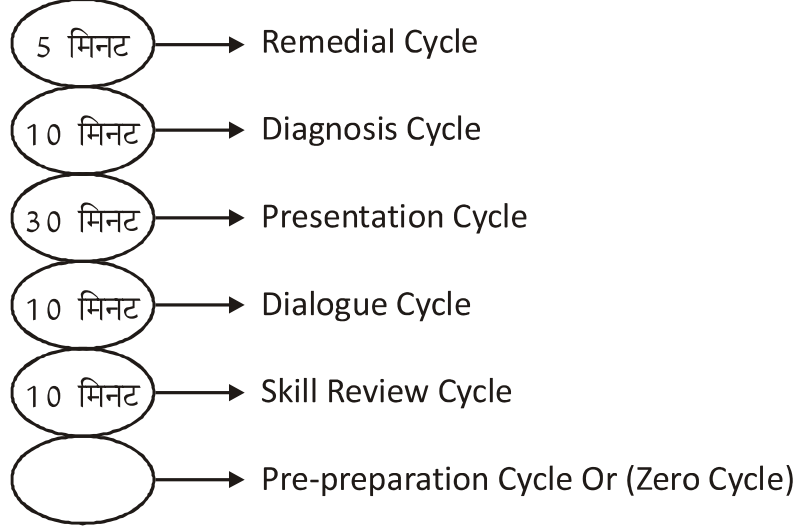 5 मिनट Remedial Cycle
10 मिनट Diagnosis Cycle
30 मिनट Presentation Cycle
10 मिनट Dialogue Cycle
10 मिनट Skill Review Cycle
Pre-preparation Cycle Or (Zero Cycle)